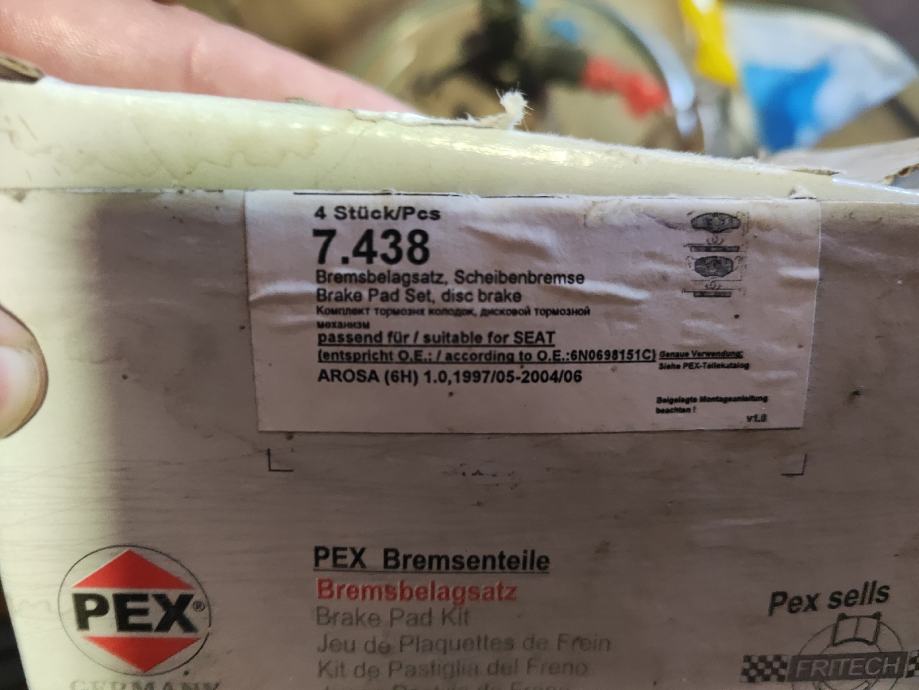 4 Stück/Pcs
7.438
Bremsbelagsatz, Scheibenbremse
Brake Pad Set, disc brake
Комплект тормозня колодок, дисковой тормозной
механизм
passend für / suitable for SEAT
(entspricht O.E.: / according to O.E.:6N0698151C)
Genaue Verwendung:
Siehe PEX-Teilekatalog
AROSA (6H) 1.0,1997/05-2004/06
Beigelegte Montageanleitung
beachten !
v1.0
PEX Bremsenteile
Bremsbelagsatz
Brake Pad Kit
Jeu de Plaquettes de Frein
Kit de Pastiglia del Freno
PEX®
GERMANY
Pex sells
FRITECH®